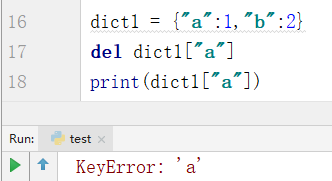 16 dict1 = {"a":1,"b":2}
17 del dict1["a"]
18 print(dict1["a"])
Run: test ×
KeyError: 'a'